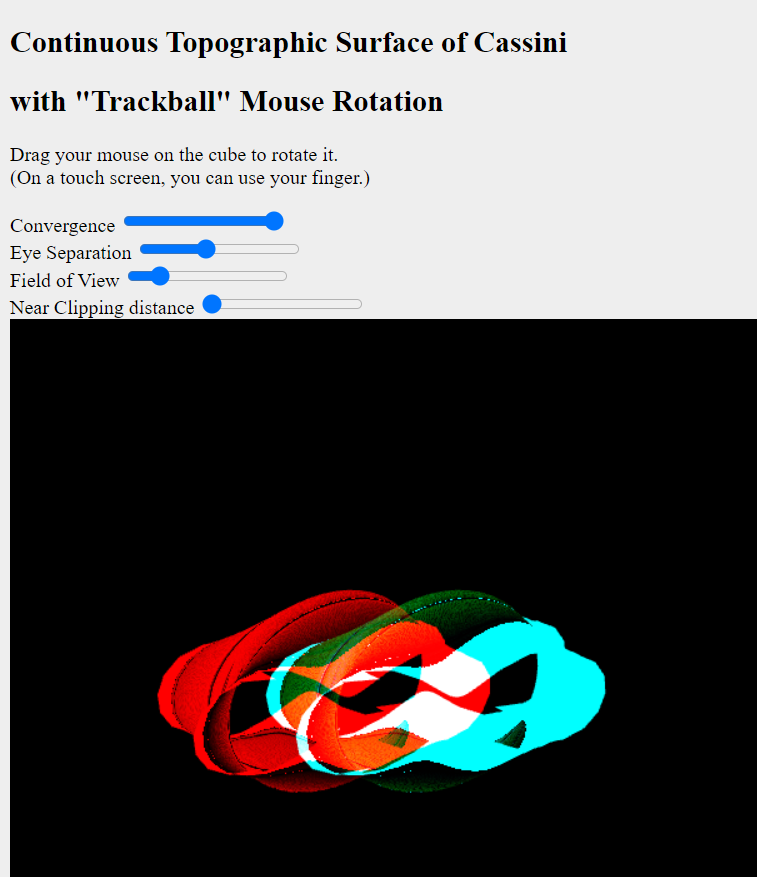 Continuous Topographic Surface of Cassini
with "Trackball" Mouse Rotation
Drag your mouse on the cube to rotate it.
(On a touch screen, you can use your finger.)
Convergence
Eye Separation
Field of View
Near Clipping distance